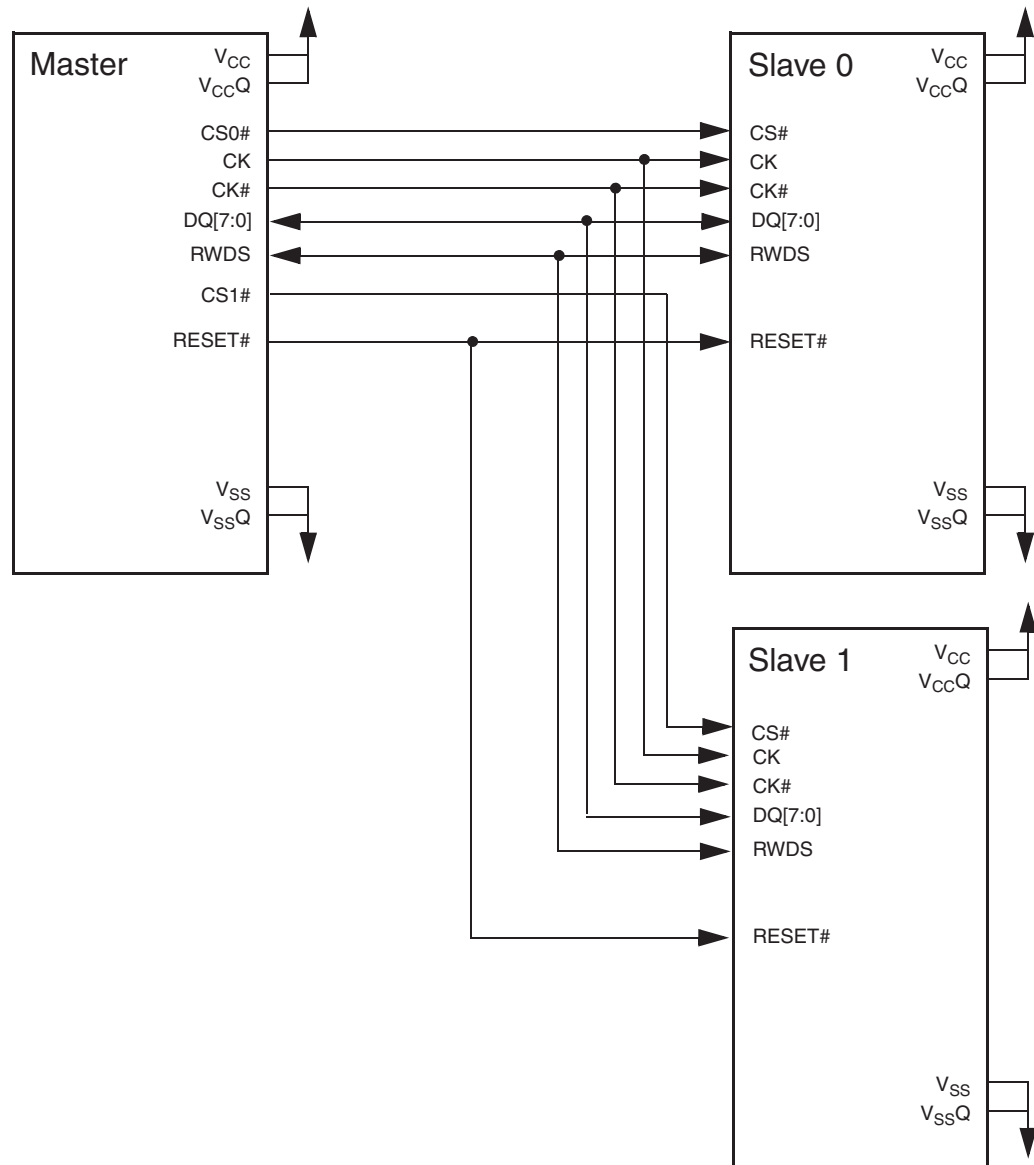 Master
VCC
VCCQ
CS0#
CK
CK#
DQ[7:0]
RWDS
CS1#
RESET#
VSS
VSSQ
Slave 0
VCC
VCCQ
CS#
CK
CK#
DQ[7:0]
RWDS
RESET#
VSS
VSSQ
Slave 1
VCC
VCCQ
CS#
CK
CK#
DQ[7:0]
RWDS
RESET#
VSS
VSSQ